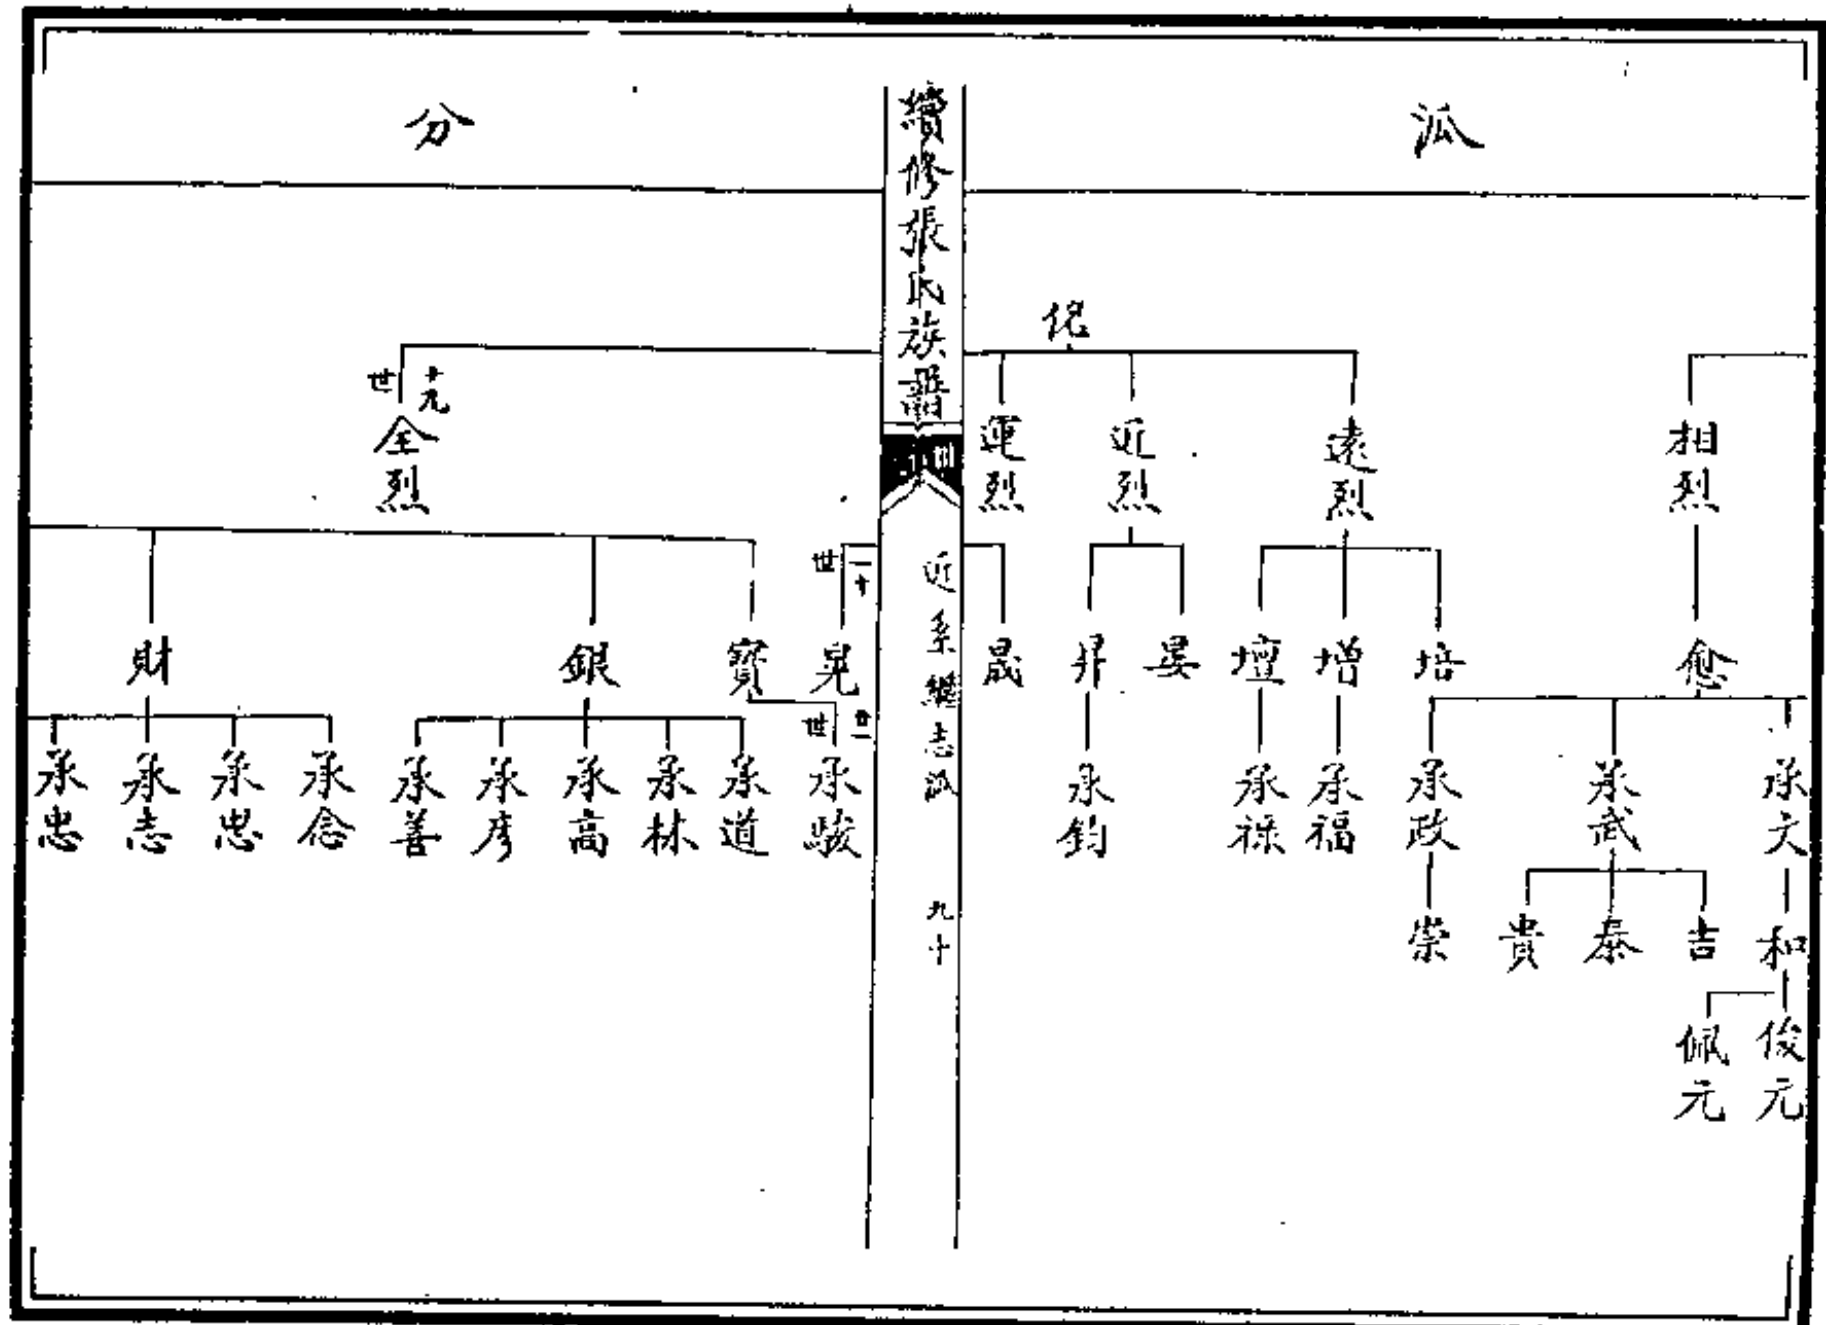 派
相烈
愈
承文
承武
承政
和
吉
泰
貴
崇
俊元
佩元
遠烈
近烈
運烈
培
增
壇
晏
昇
晟
承福
承祿
承鈞
續修張氏族譜
近系繼志派
九十
分
十九世
全烈
二十世
晃
寶
銀
財
廿一世
承駿
承道
承林
承高
承彥
承善
承念
承忠
承志
承忠